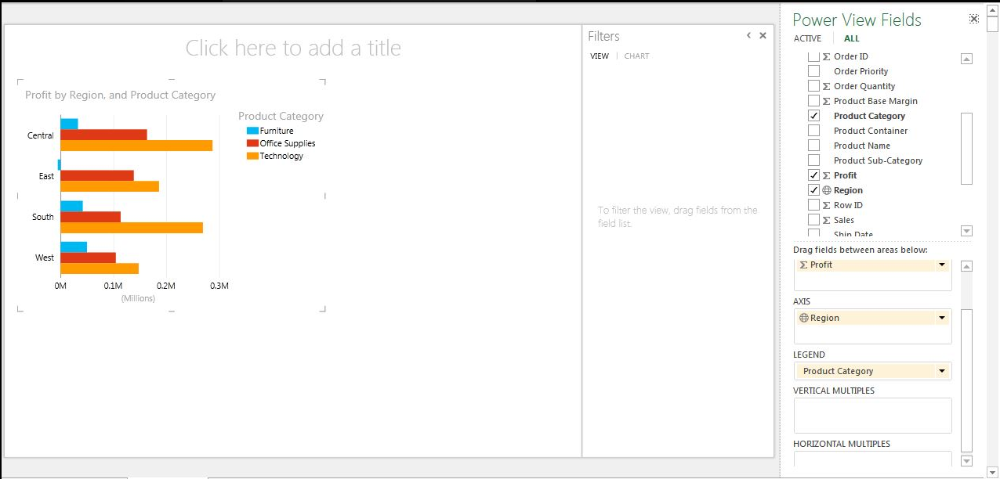 Click here to add a title
Profit by Region, and Product Category
Product Category
Furniture
Office Supplies
Technology
Central
East
South
West
0M 0.1M 0.2M 0.3M
(Millions)
Filters
VIEW | CHART
To filter the view, drag fields from the
field list.
Power View Fields
ACTIVE ALL
Σ Order ID
Order Priority
Σ Order Quantity
Σ Product Base Margin
Product Category
Product Container
Product Name
Product Sub-Category
Σ Profit
Region
Σ Row ID
Σ Sales
Ship Date
Drag fields between areas below:
Σ Profit
AXIS
Region
LEGEND
Product Category
VERTICAL MULTIPLES
HORIZONTAL MULTIPLES